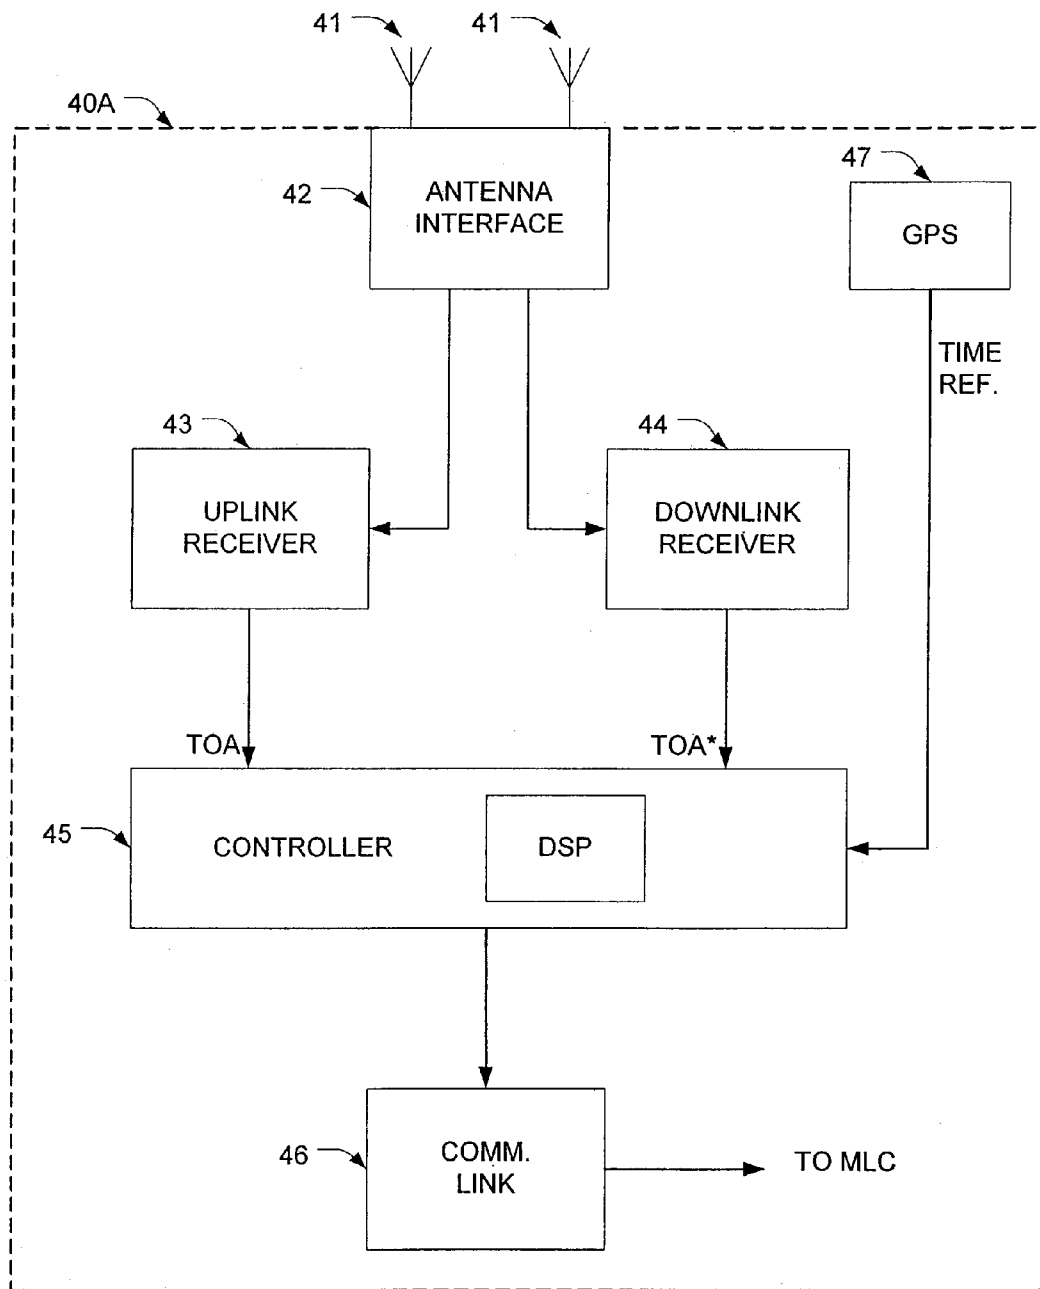 41
41
40A
47
42
ANTENNA
INTERFACE
GPS
TIME
REF.
43
44
UPLINK
RECEIVER
DOWNLINK
RECEIVER
TOA
TOA*
45
CONTROLLER
DSP
46
COMM.
LINK
TO MLC